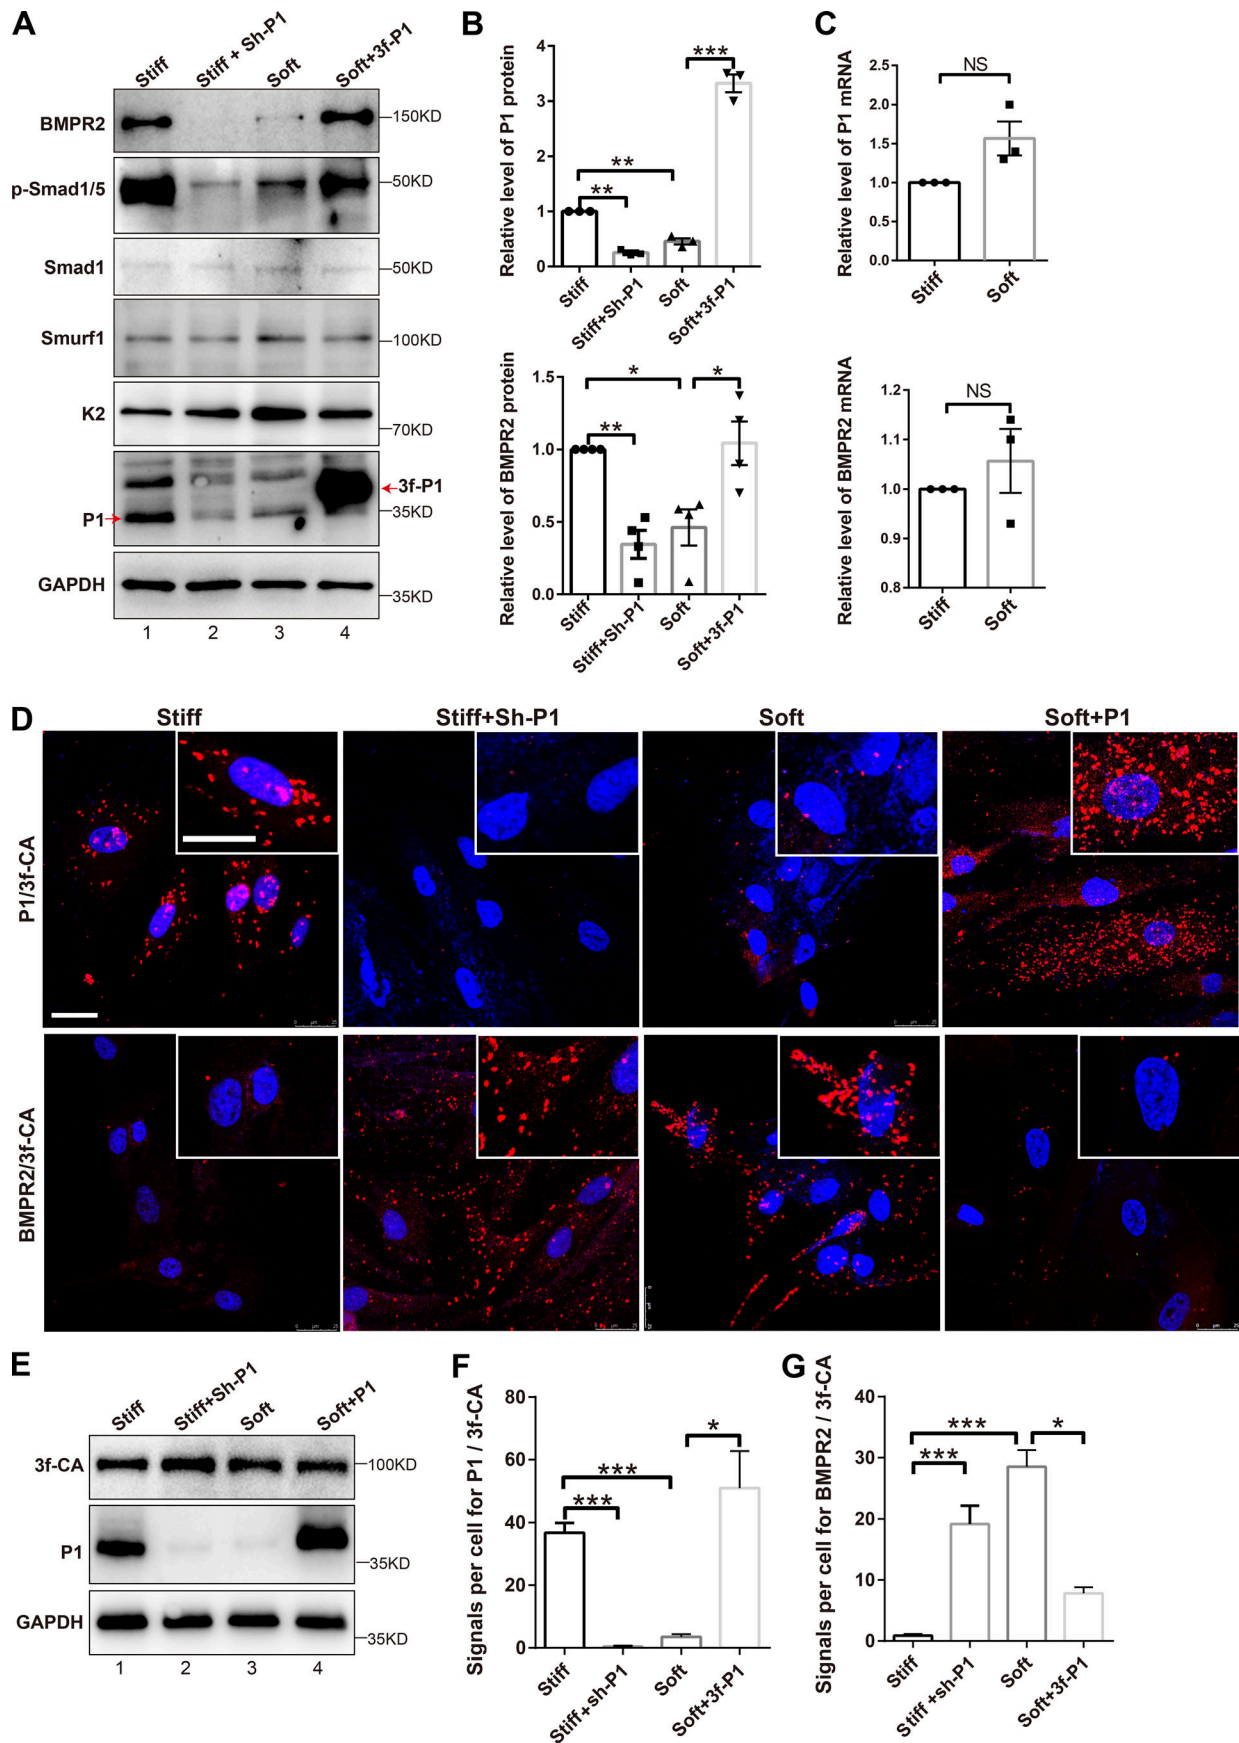 A
Stiff
Stiff + Sh-P1
Soft
Soft+3f-P1
BMPR2
150KD
p-Smad1/5
50KD
Smad1
50KD
Smurf1
100KD
K2
70KD
3f-P1
P1
35KD
GAPDH
35KD
1 2 3 4
B
Relative level of P1 protein
4
3
2
1
0
***
**
**
Stiff
Stiff+Sh-P1
Soft
Soft+3f-P1
Relative level of BMPR2 protein
1.5
1.0
0.5
0.0
*
*
**
Stiff
Stiff+Sh-P1
Soft
Soft+3f-P1
C
Relative level of P1 mRNA
2.5
2.0
1.5
1.0
0.5
0.0
NS
Stiff
Soft
Relative level of BMPR2 mRNA
1.2
1.1
1.0
0.9
0.8
NS
Stiff
Soft
D
Stiff
Stiff+Sh-P1
Soft
Soft+P1
P1/3f-CA
BMPR2/3f-CA
E
Stiff
Stiff+Sh-P1
Soft
Soft+P1
3f-CA
100KD
P1
35KD
GAPDH
35KD
1 2 3 4
F
Signals per cell for P1 / 3f-CA
80
60
40
20
0
*
***
***
Stiff
Stiff+sh-P1
Soft
Soft+3f-P1
G
Signals per cell for BMPR2 / 3f-CA
40
30
20
10
0
***
*
***
Stiff
Stiff +sh-P1
Soft
Soft+3f-P1